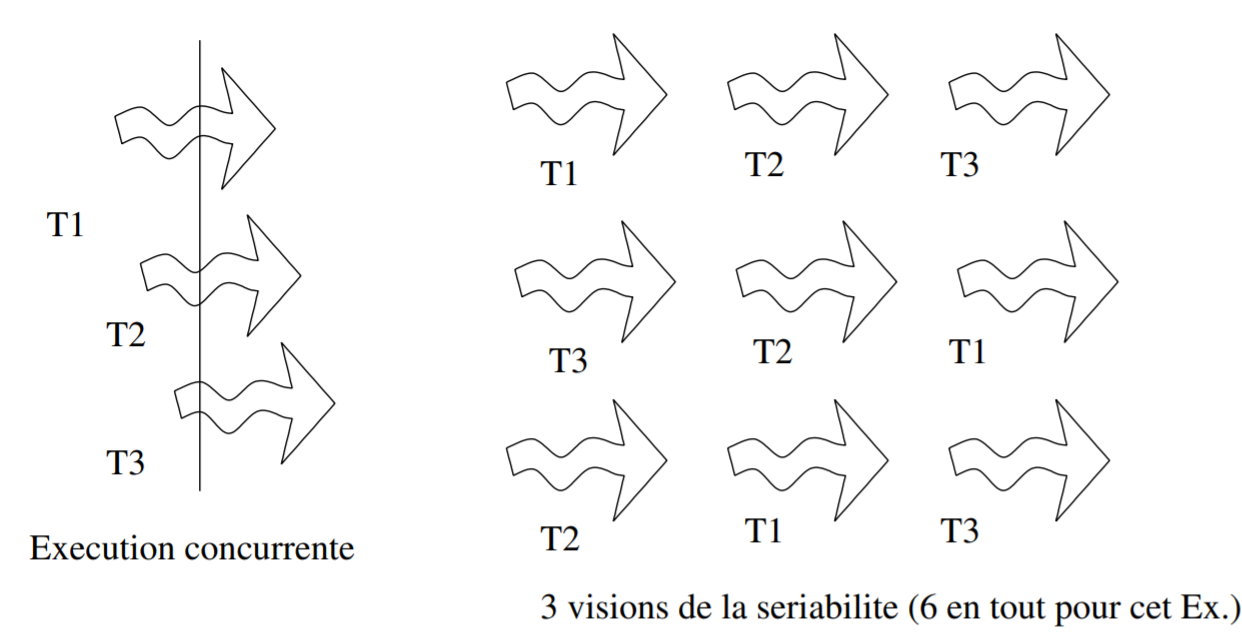 T1
T2
T3
Execution concurrente
T1 T2 T3
T3 T2 T1
T2 T1 T3
3 visions de la seriabilite (6 en tout pour cet Ex.)